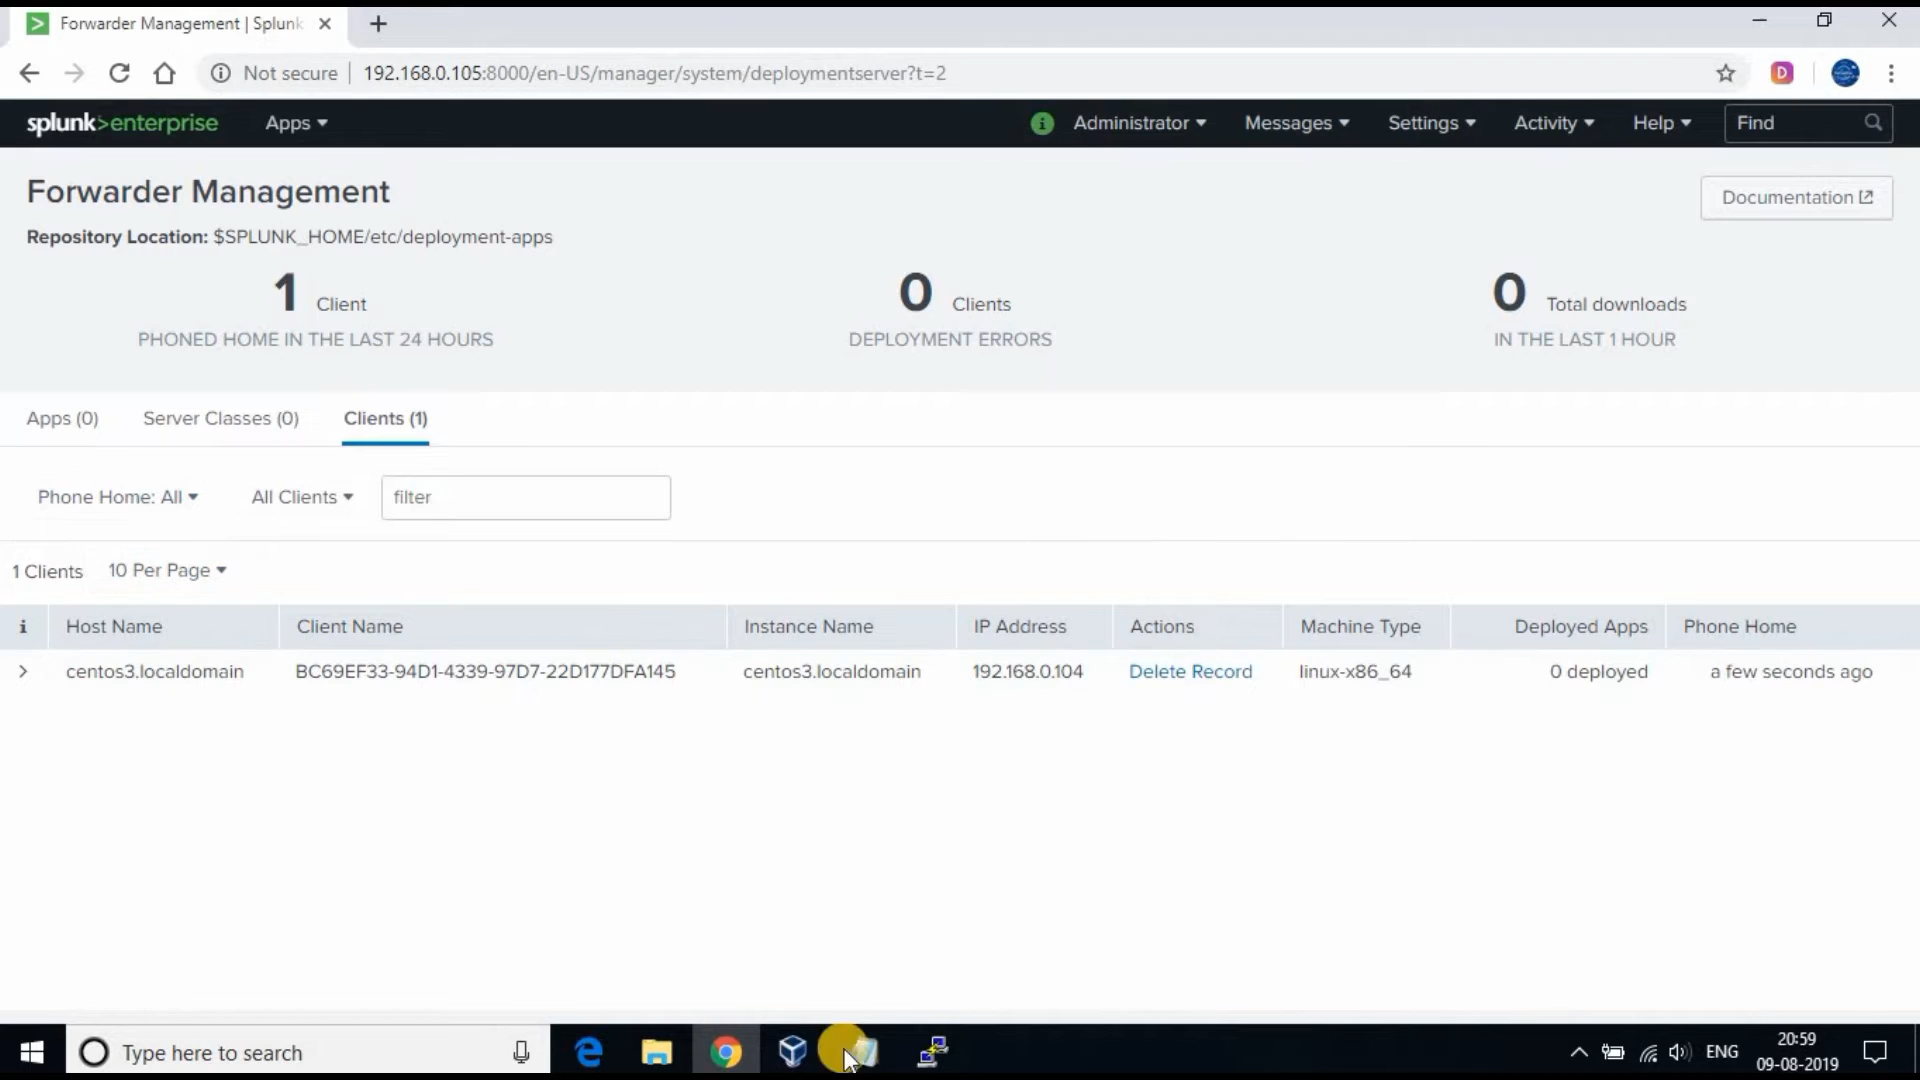 Forwarder Management | Splunk
Not secure | 192.168.0.105:8000/en-US/manager/system/deploymentserver?t=2
splunk>enterprise Apps Administrator Messages Settings Activity Help Find
Forwarder Management
Documentation
Repository Location: $SPLUNK_HOME/etc/deployment-apps
1 Client 0 Clients 0 Total downloads
PHONED HOME IN THE LAST 24 HOURS DEPLOYMENT ERRORS IN THE LAST 1 HOUR
Apps (0) Server Classes (0) Clients (1)
Phone Home: All All Clients filter
1 Clients 10 Per Page
i Host Name Client Name Instance Name IP Address Actions Machine Type Deployed Apps Phone Home
centos3.localdomain BC69EF33-94D1-4339-97D7-22D177DFA145 centos3.localdomain 192.168.0.104 Delete Record linux-x86_64 0 deployed a few seconds ago
Type here to search ENG 20:59
09-08-2019